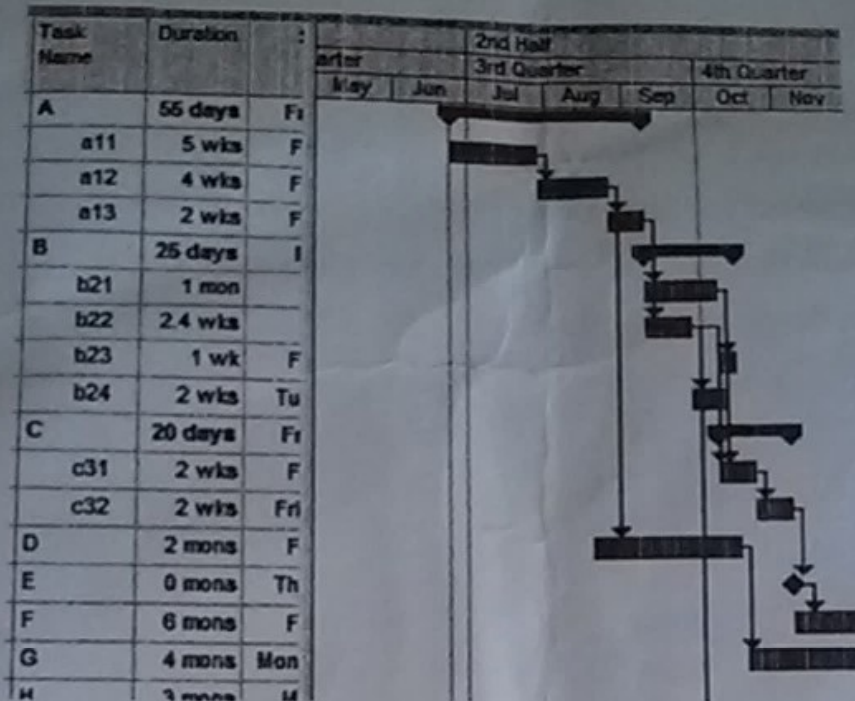 Task Name Duration :
2nd Half
arter 3rd Quarter 4th Quarter
May Jun Jul Aug Sep Oct Nov
A 55 days
a11 5 wks F
a12 4 wks F
a13 2 wks F
B 25 days
b21 1 mon
b22 2.4 wks
b23 1 wk F
b24 2 wks Tu
C 20 days Fr
c31 2 wks F
c32 2 wks Fri
D 2 mons F
E 0 mons Th
F 6 mons F
G 4 mons Mon
H 3 mons M